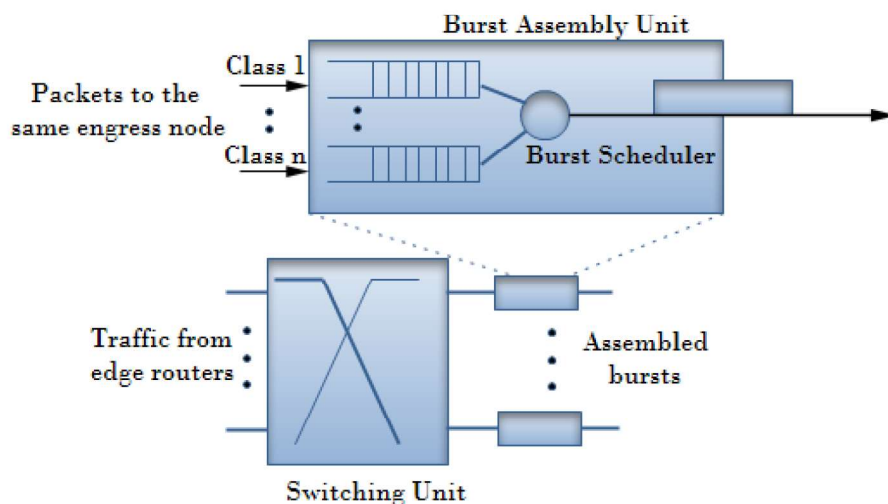 Burst Assembly Unit
Class 1
Packets to the
same engress node
Class n
Burst Scheduler
Traffic from
edge routers
Assembled
bursts
Switching Unit